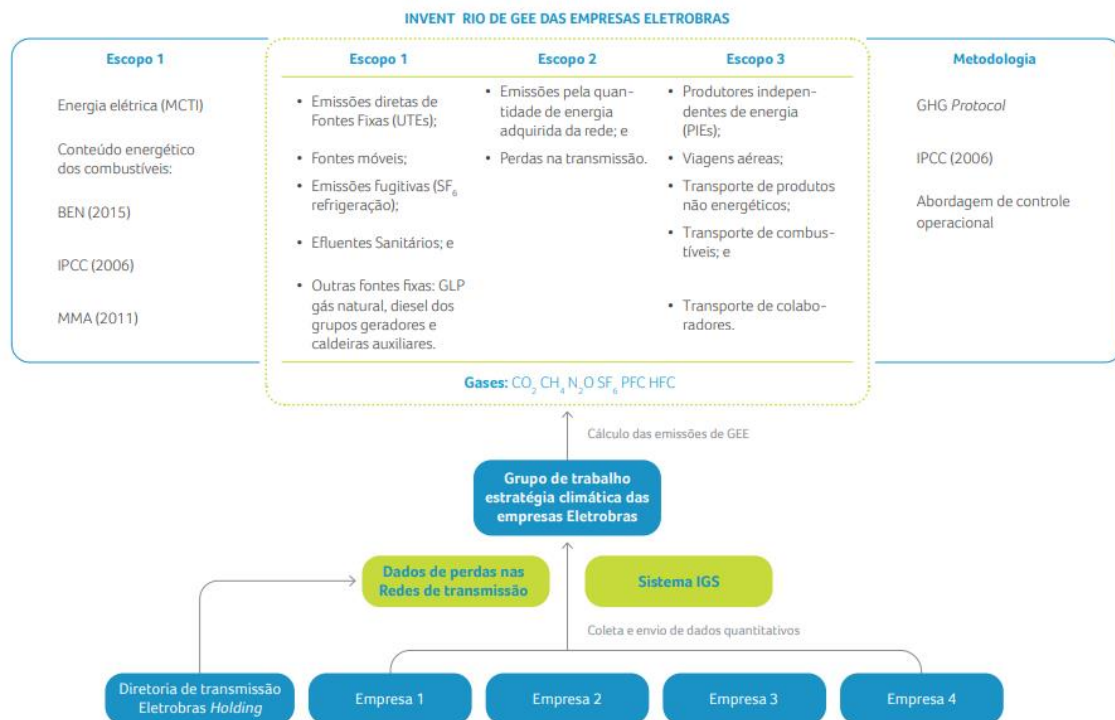 INVENT RIO DE GEE DAS EMPRESAS ELETROBRAS
Escopo 1
Energia elétrica (MCTI)
Conteúdo energético
dos combustíveis:
BEN (2015)
IPCC (2006)
MMA (2011)
Escopo 1
• Emissões diretas de
Fontes Fixas (UTEs);
• Fontes móveis;
• Emissões fugitivas (SF6
refrigeração);
• Efluentes Sanitários; e
• Outras fontes fixas: GLP
gás natural, diesel dos
grupos geradores e
caldeiras auxiliares.
Escopo 2
• Emissões pela quan-
tidade de energia
adquirida da rede; e
• Perdas na transmissão.
Escopo 3
• Produtores indepen-
dentes de energia
(PIEs);
• Viagens aéreas;
• Transporte de produtos
não energéticos;
• Transporte de combus-
tíveis; e
• Transporte de colabo-
radores.
Metodologia
GHG Protocol
IPCC (2006)
Abordagem de controle
operacional
Gases: CO2 CH4 N2O SF6 PFC HFC
Cálculo das emissões de GEE
Grupo de trabalho
estratégia climática das
empresas Eletrobras
Dados de perdas nas
Redes de transmissão
Sistema IGS
Coleta e envio de dados quantitativos
Diretoria de transmissão
Eletrobras Holding
Empresa 1
Empresa 2
Empresa 3
Empresa 4